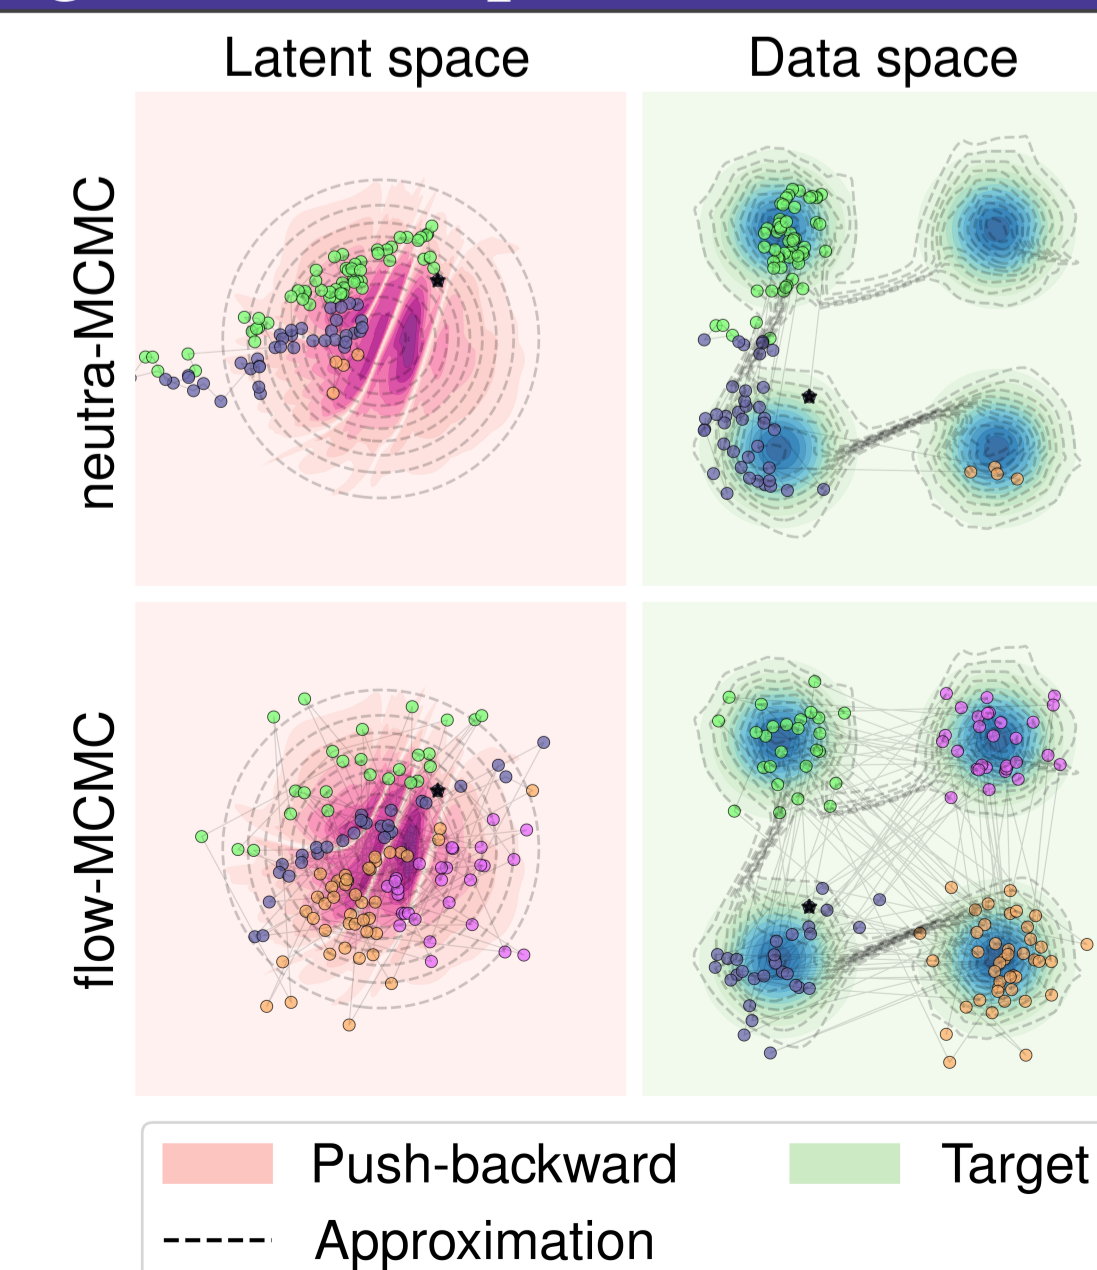 Latent space Data space
neutra-MCMC
flow-MCMC
Push-backward Target
Approximation